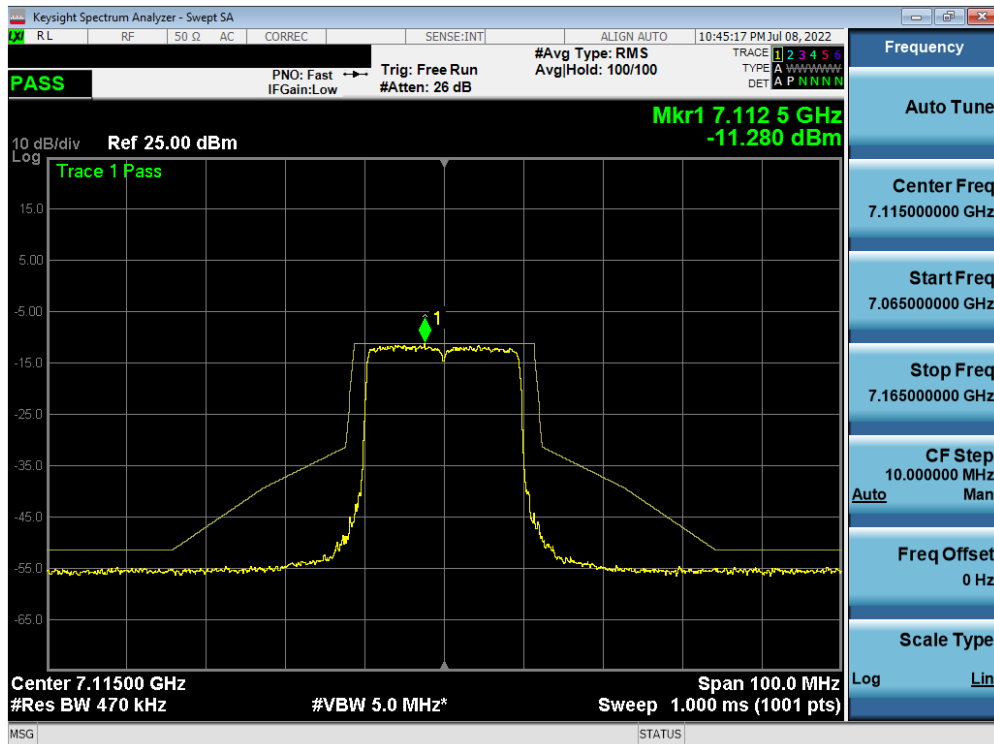 Keysight Spectrum Analyzer - Swept SA
LXI RL RF 50 Ω AC CORREC SENSE:INT ALIGN AUTO 10:45:17 PM Jul 08, 2022
PASS
PNO: Fast
IFGain:Low
Trig: Free Run
#Atten: 26 dB
#Avg Type: RMS
Avg|Hold: 100/100
TRACE 1 2 3 4 5 6
TYPE A WWWWW
DET A P N N N N
Mkr1 7.112 5 GHz
-11.280 dBm
10 dB/div Ref 25.00 dBm
Log
Trace 1 Pass
15.0
5.00
-5.00
1
-15.0
-25.0
-35.0
-45.0
-55.0
-65.0
Center 7.11500 GHz Span 100.0 MHz
#Res BW 470 kHz #VBW 5.0 MHz* Sweep 1.000 ms (1001 pts)
MSG STATUS
Frequency
Auto Tune
Center Freq
7.115000000 GHz
Start Freq
7.065000000 GHz
Stop Freq
7.165000000 GHz
CF Step
10.000000 MHz
Auto Man
Freq Offset
0 Hz
Scale Type
Log Lin